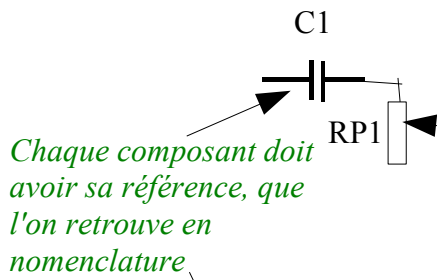 C1
RP1
Chaque composant doit
avoir sa référence, que
l'on retrouve en
nomenclature